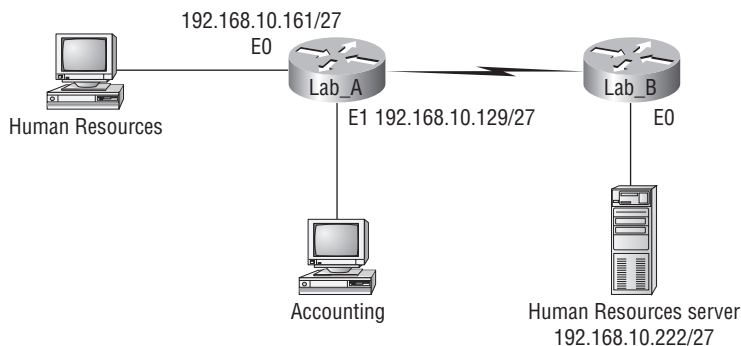 192.168.10.161/27
E0
Lab_A
Lab_B
Human Resources
E1 192.168.10.129/27
E0
Accounting
Human Resources server
192.168.10.222/27